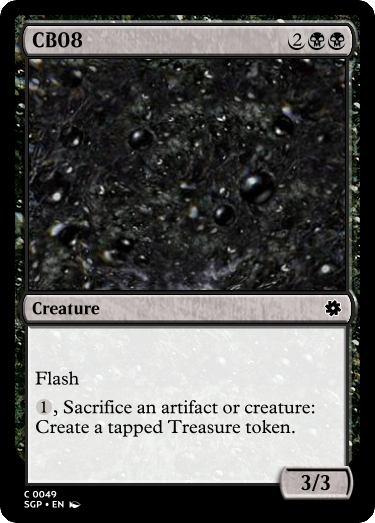 CB08
2
Creature
Flash
1, Sacrifice an artifact or creature:
Create a tapped Treasure token.
3/3
C 0049
SGP • EN